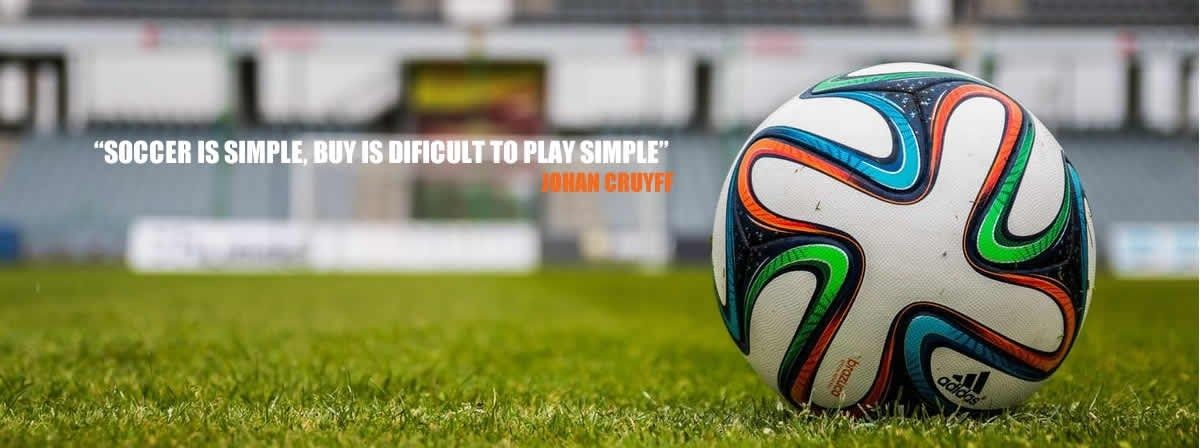 “SOCCER IS SIMPLE, BUY IS DIFICULT TO PLAY SIMPLE”
JOHAN CRUYFF
brazuca
adidas